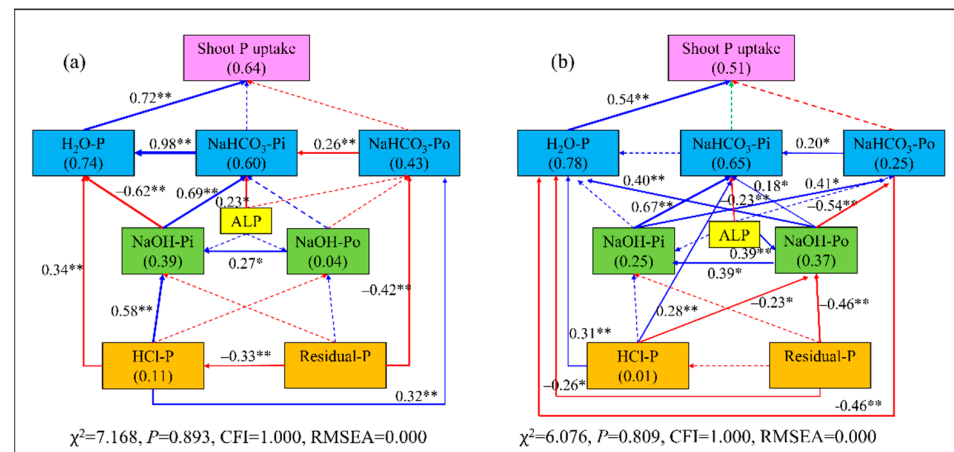 (a)
Shoot P uptake
(0.64)
0.72**
H₂O-P
(0.74)
0.98**
NaHCO₃-Pi
(0.60)
0.26**
NaHCO₃-Po
(0.43)
–0.62**
0.69**
0.23*
ALP
NaOH-Pi
(0.39)
0.27*
NaOH-Po
(0.04)
0.34**
0.58**
–0.42**
HCl-P
(0.11)
–0.33**
Residual-P
0.32**
χ²=7.168, P=0.893, CFI=1.000, RMSEA=0.000
(b)
Shoot P uptake
(0.51)
0.54**
H₂O-P
(0.78)
NaHCO₃-Pi
(0.65)
0.20*
NaHCO₃-Po
(0.25)
0.40**
0.18*
0.41*
0.67**
–0.23**
–0.54**
ALP
NaOH-Pi
(0.25)
0.39**
0.39*
NaOH-Po
(0.37)
0.28**
–0.23*
–0.46**
0.31**
HCl-P
(0.01)
Residual-P
–0.26*
-0.46**
χ²=6.076, P=0.809, CFI=1.000, RMSEA=0.000